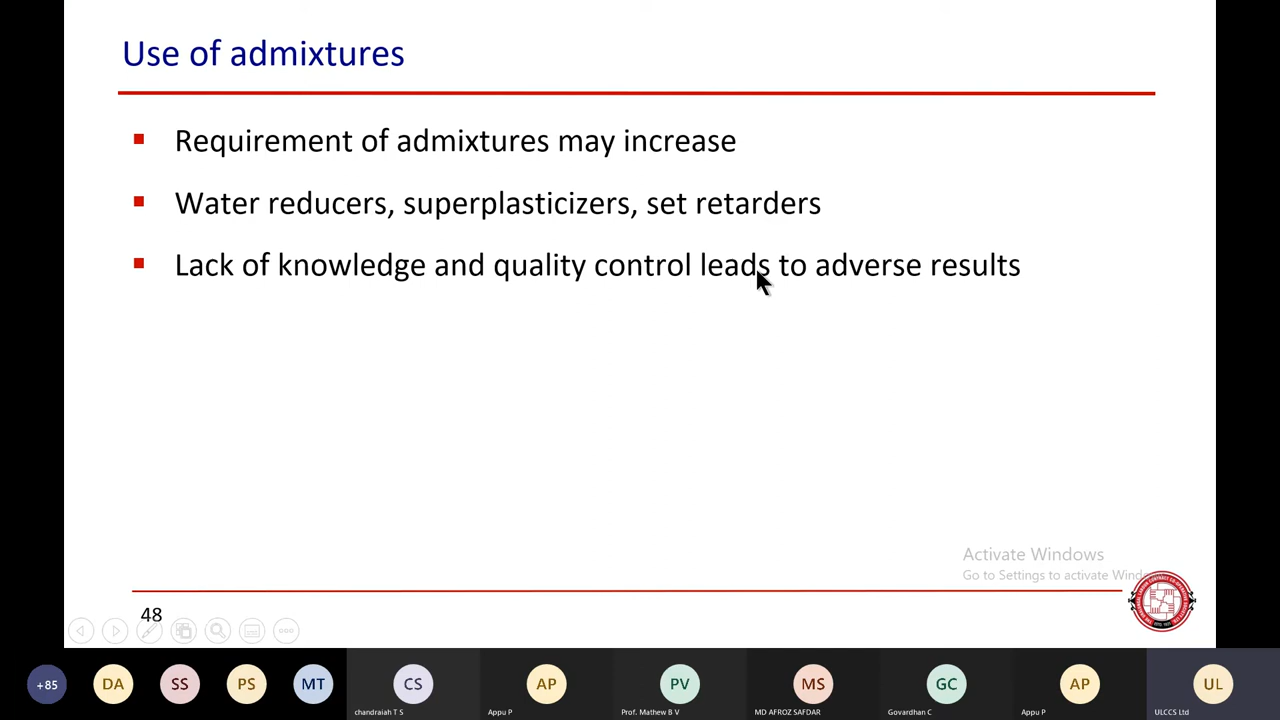 Use of admixtures
Requirement of admixtures may increase
Water reducers, superplasticizers, set retarders
Lack of knowledge and quality control leads to adverse results
Activate Windows
Go to Settings to activate
48
+85
DA
SS
PS
MT
CS
AP
PV
MS
GC
AP
UL
chandraiah T S
Appu P
Prof. Mathew B V
MD AFROZ SAFDAR
Govardhan C
Appu P
ULCCS Ltd